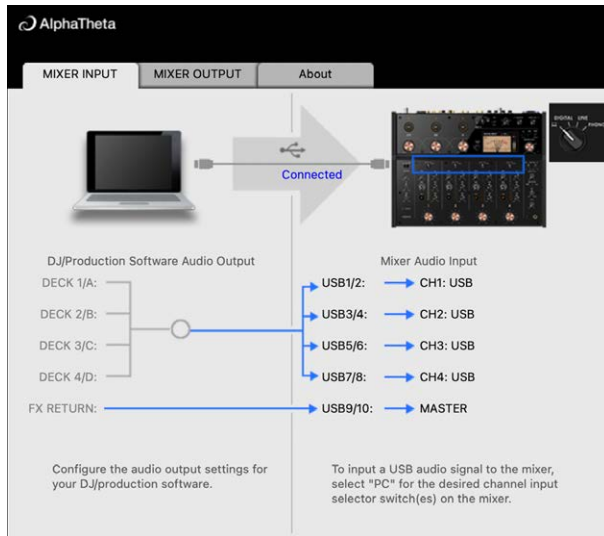 AlphaTheta
MIXER INPUT
MIXER OUTPUT
About
DIGITAL LINE PHONO
Connected
DJ/Production Software Audio Output
Mixer Audio Input
DECK 1/A:
USB1/2:
CH1: USB
DECK 2/B:
USB3/4:
CH2: USB
DECK 3/C:
USB5/6:
CH3: USB
DECK 4/D:
USB7/8:
CH4: USB
FX RETURN:
USB9/10:
MASTER
Configure the audio output settings for
your DJ/production software.
To input a USB audio signal to the mixer,
select "PC" for the desired channel input
selector switch(es) on the mixer.